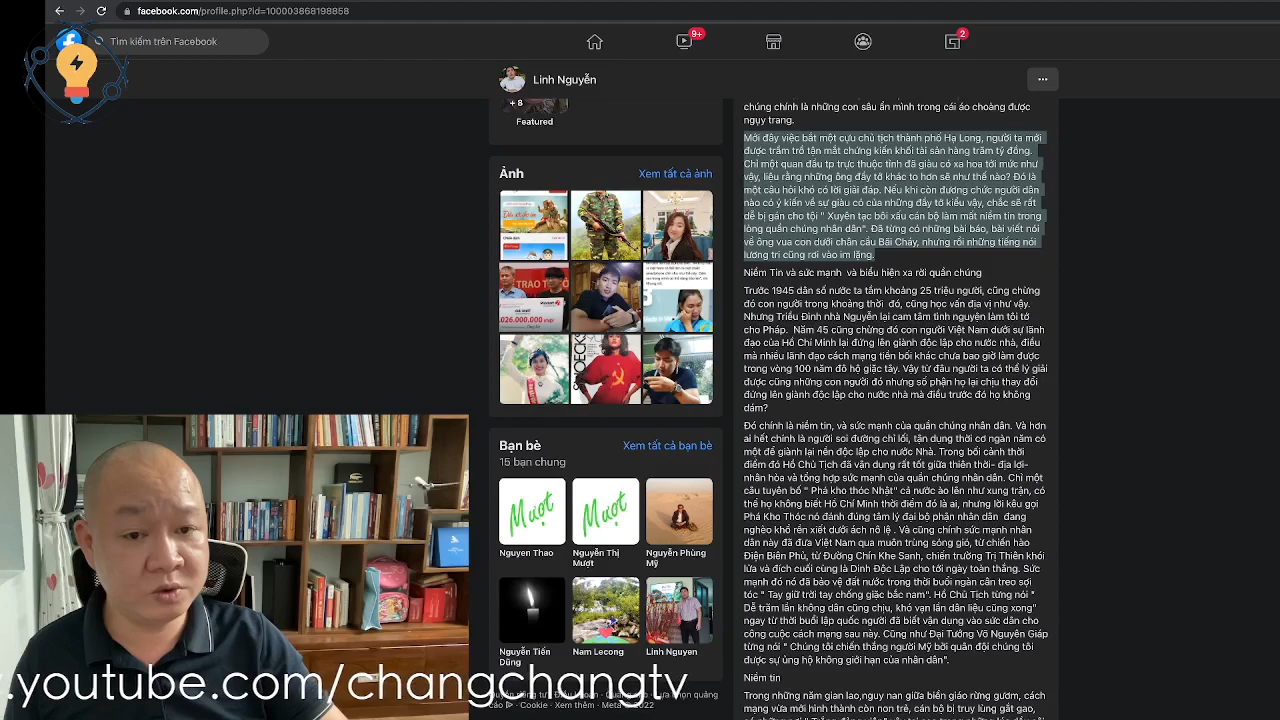 facebook.com/profile.php?id=100003868198858
Tìm kiếm trên Facebook
9+
2
Linh Nguyễn
+ 8
Featured
Ảnh
Xem tất cả ảnh
Bạn bè
Xem tất cả bạn bè
15 bạn chung
Mượt
Mượt
Nguyen Thao
Nguyễn Thị Mượt
Nguyễn Phùng Mỹ
Nguyễn Tiến Dũng
Nam Lecong
Linh Nguyen
Cookie · Xem thêm · Meta © 2022
chúng chính là những con sâu ẩn mình trong cái áo choàng được
ngụy trang.
Mới đây việc bắt một cựu chủ tịch thành phố Hạ Long, người ta mới
được trầm trồ tận mắt chứng kiến khối tài sản hàng trăm tỷ đồng.
Chỉ một quan đầu tp trực thuộc tỉnh đã giàu có xa hoa tới mức như
vậy, liêu rằng những ông đầy tớ khác to hơn sẽ như thế nào? Đó là
một câu hỏi khó có lời giải đáp. Nếu khi còn đương chức người dân
nào có ý kiến về sự giàu có của những đầy tớ kiểu vậy, chắc sẽ rất
dễ bị gán cho tội " Xuyên tạc bôi xấu cán bộ làm mất niềm tin trong
lòng quần chúng nhân dân". Đã từng có những bài báo, bài viết nói
về ông vua con dưới chân cầu Bãi Cháy, nhưng rồi những tiếng nói
lương tri cũng rơi vào im lặng.
Niềm Tin và sức mạnh và biểu hiện xa rời quần chúng
Trước 1945 dân số nước ta tầm khoảng 25 triệu người, cũng chừng
đó con người trong khoảng thời đó, cũng học vấn địa vị như vậy.
Nhưng Triều Đình nhà Nguyễn lại cam tâm tình nguyện làm tôi tớ
cho Pháp. Năm 45 cũng chừng đó con người Việt Nam dưới sự lãnh
đạo của Hồ Chí Minh lại đứng lên giành độc lập cho nước nhà, điều
mà nhiều lãnh đạo cách mạng tiền bối khác chưa bao giờ làm được
trong vòng 100 năm đô hộ giặc tây. Vậy từ đâu người ta có thể lý giải
được cũng những con người đó nhưng số phận họ lại chịu thay đổi
đứng lên giành độc lập cho nước nhà mà điều trước đó họ không
dám?
Đó chính là niềm tin, và sức mạnh của quần chúng nhân dân. Và hơn
ai hết chính là người soi đường chỉ lối, tận dụng thời cơ ngàn năm có
một để giành lại nền độc lập cho nước Nhà. Trong bối cảnh thời
điểm đó Hồ Chủ Tịch đã vận dụng rất tốt giữa thiên thời- địa lơi-
nhân hòa và tổng hợp sức mạnh của quần chúng nhân dân. Chỉ một
câu tuyên bố " Phá kho thóc Nhật" cả nước ào lên như xung trận, có
thể họ không biết Hồ Chí Minh thời điểm đó là ai, nhưng lời kêu gọi
Phá Kho Thóc nó đánh đúng tâm lý đại bộ phận nhân dân đang
nghèo khổ rên xiết dưới ách nô lệ . Và cũng chính sức mạnh nhân
dân này đã đưa Việt Nam qua muôn trùng sóng gió, từ chiến hào
Điện Biên Phủ, từ Đường Chín Khe Sanh, chiến trường Trị Thiên khói
lửa và đích cuối cùng là Dinh Độc Lập cho tới ngày toàn thắng. Sức
mạnh đó nó đã bảo vệ đất nước trong thời buổi ngàn cân treo sợi
tóc " Tay giữ trời tay chống giặc bắc nam". Hồ Chủ Tịch từng nói "
Dễ trăm lần không dân cũng chịu, khó vạn lần dân liệu cũng xong"
ngay từ thời buổi lập quốc người đã biết vận dụng vào sức dân cho
công cuộc cách mạng sau này. Cũng như Đại Tướng Võ Nguyên Giáp
từng nói " Chúng tôi chiến thắng người Mỹ bởi quân đội chúng tôi
được sự ủng hộ không giới hạn của nhân dân".
Niềm tin
Trong những năm gian lao,nguy nan giữa biển giáo rừng gươm, cách
mạng vừa mới hình thành còn non trẻ, cán bộ bị truy lùng gắt gao,
.youtube.com/changchangtv